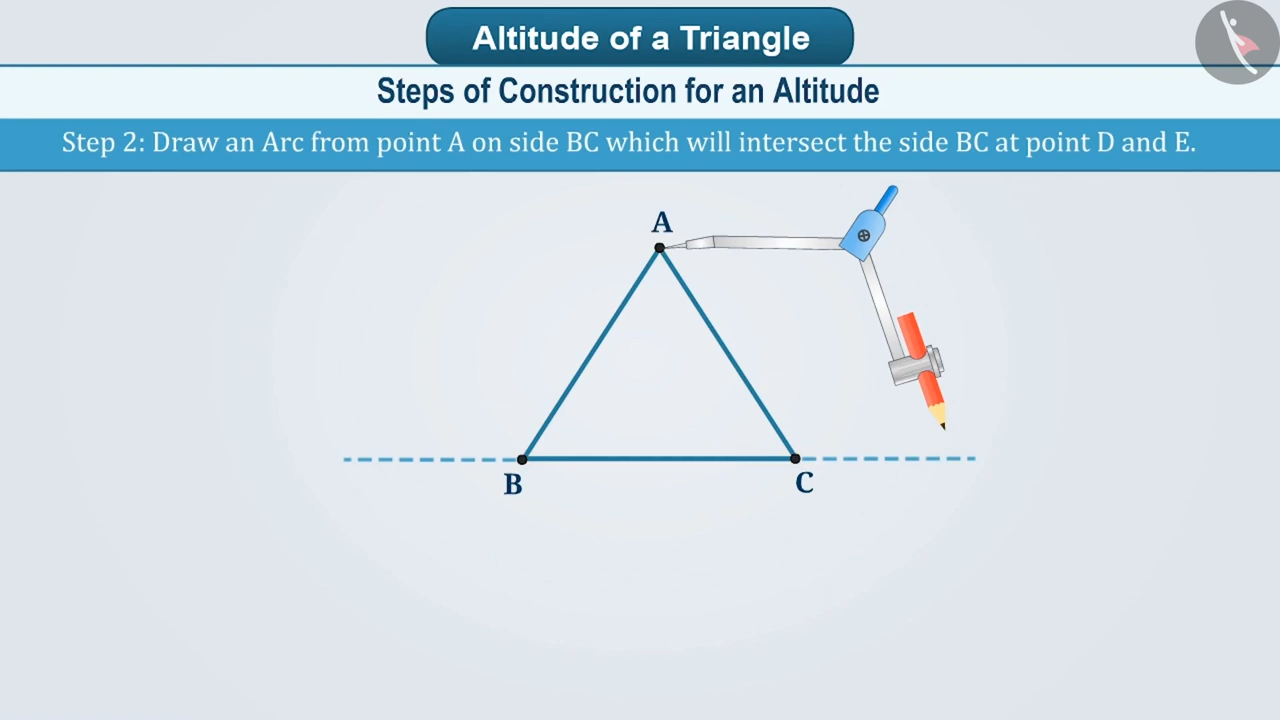 Altitude of a Triangle
Steps of Construction for an Altitude
Step 2: Draw an Arc from point A on side BC which will intersect the side BC at point D and E.
A
B
C